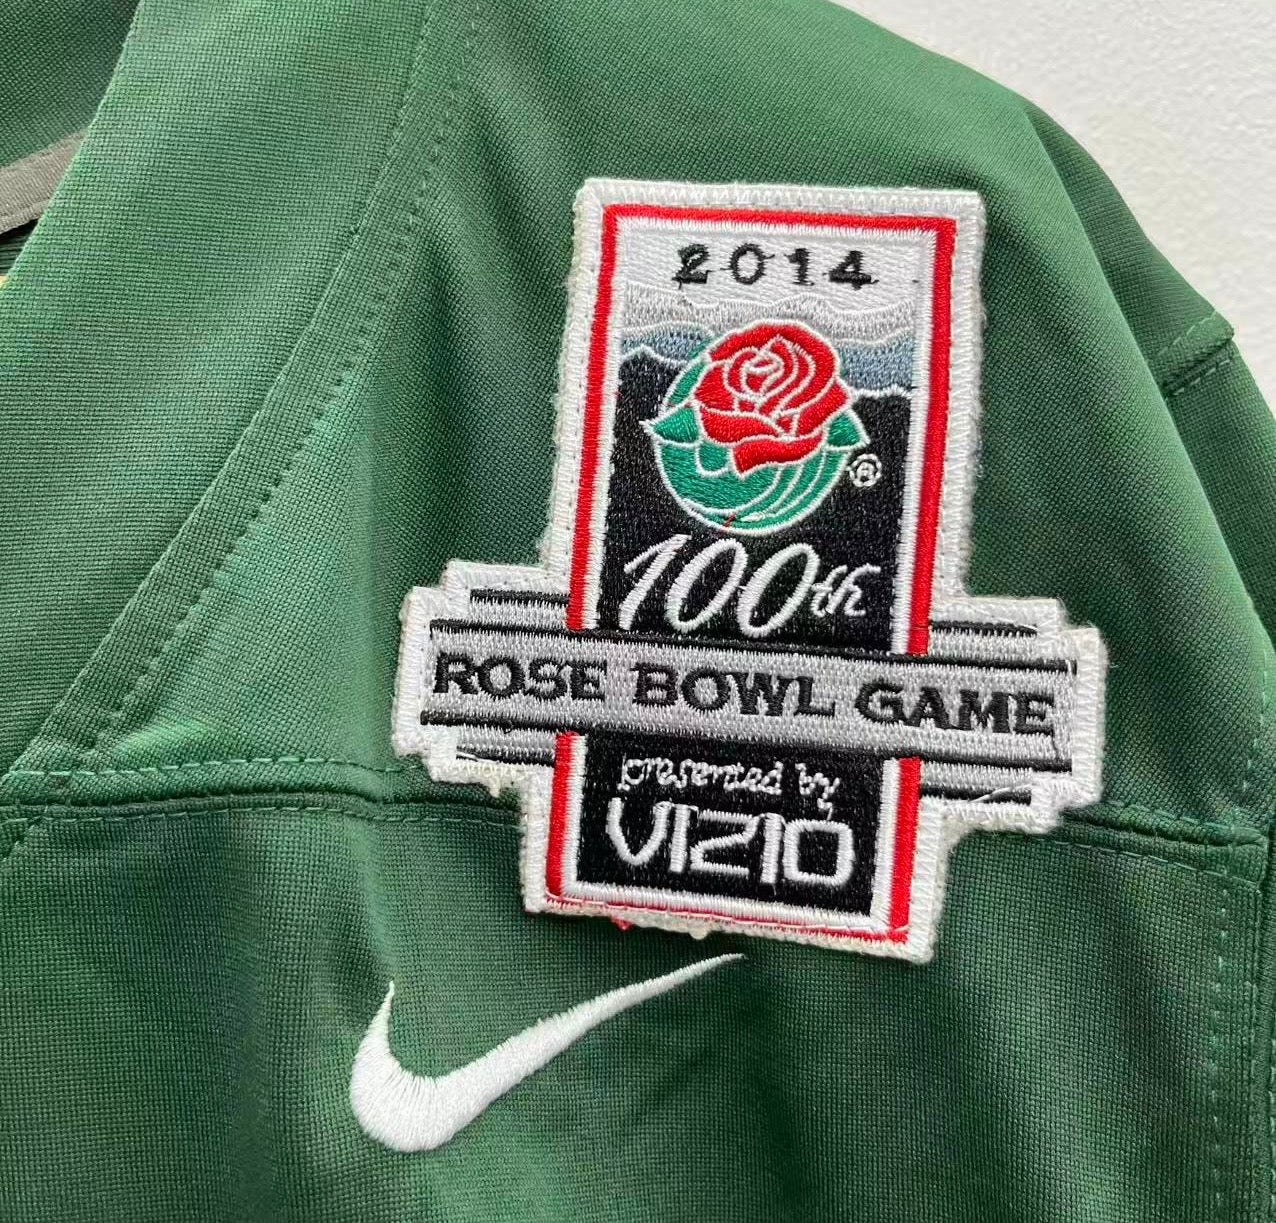 2014
®
100th
ROSE BOWL GAME
presented by
VIZIO